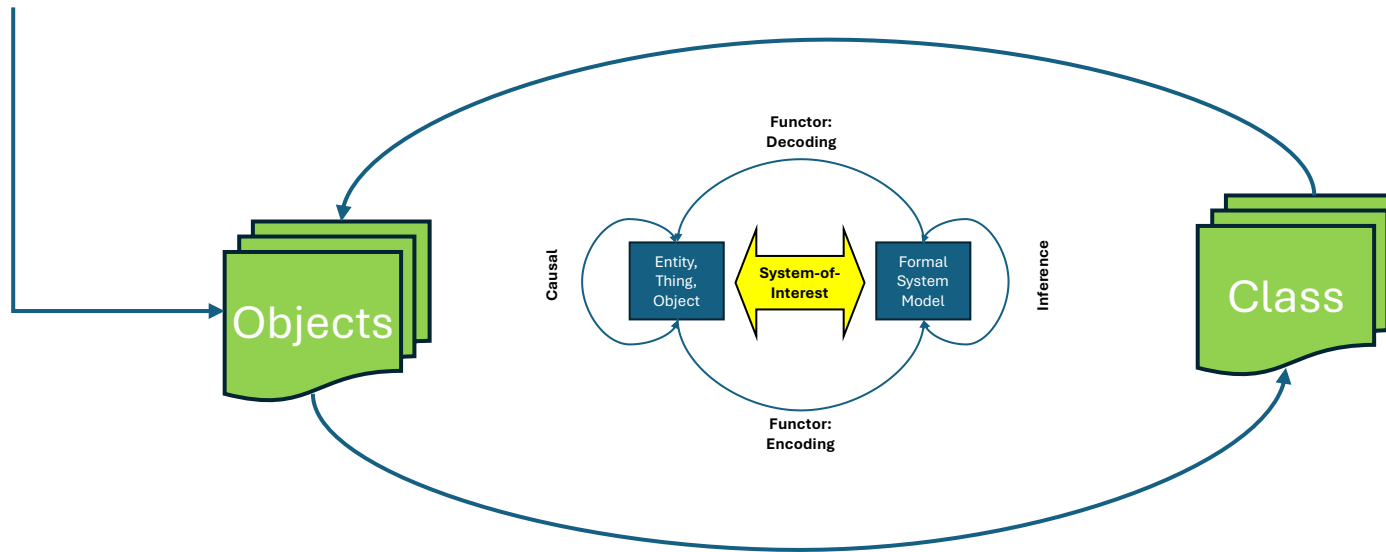 Functor:
Decoding
Causal
Entity,
Thing,
Object
System-of-
Interest
Formal
System
Model
Inference
Objects
Class
Functor:
Encoding